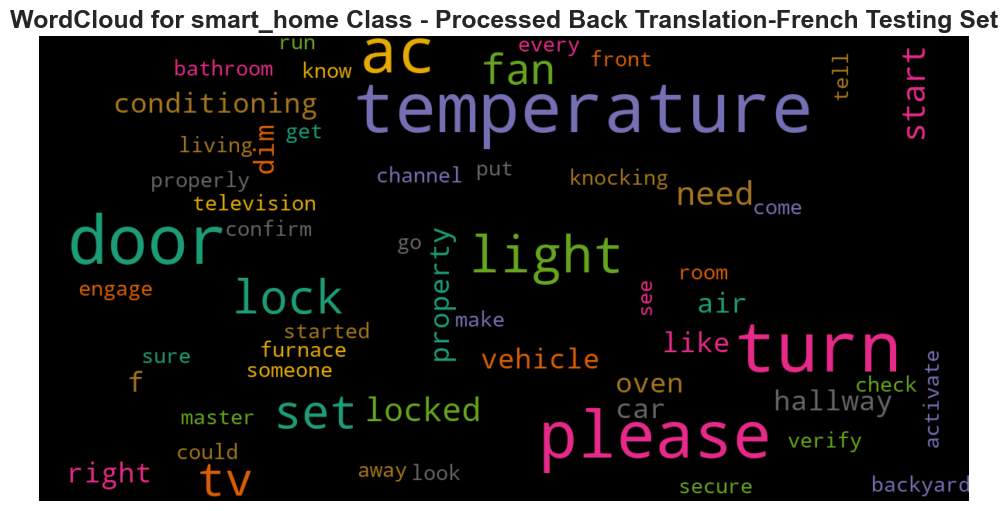 WordCloud for smart_home Class - Processed Back Translation-French Testing Set
run
ac
every
front
fan
bathroom
know
tell
start
conditioning
temperature
get
dim
living
properly
channel
put
knocking
need
television
come
door
confirm
go
property
light
room
engage
lock
see
air
started
make
like
turn
sure
furnace
vehicle
someone
f
oven
check
activate
set
locked
car
hallway
master
please
verify
could
right
tv
away
look
secure
backyard